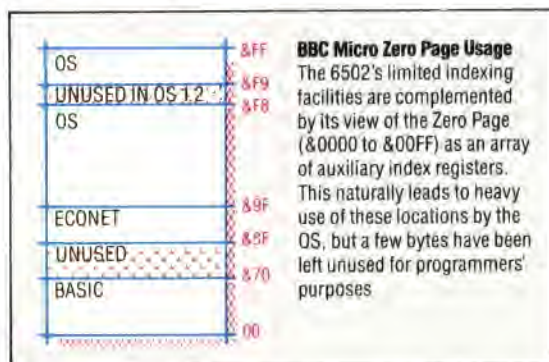 OS
UNUSED IN OS 1.2
OS
ECONET
UNUSED
BASIC
&FF
&F9
&F8
&9F
&8F
&70
00
BBC Micro Zero Page Usage
The 6502's limited indexing
facilities are complemented
by its view of the Zero Page
(&0000 to &00FF) as an array
of auxiliary index registers.
This naturally leads to heavy
use of these locations by the
OS, but a few bytes have been
left unused for programmers'
purposes